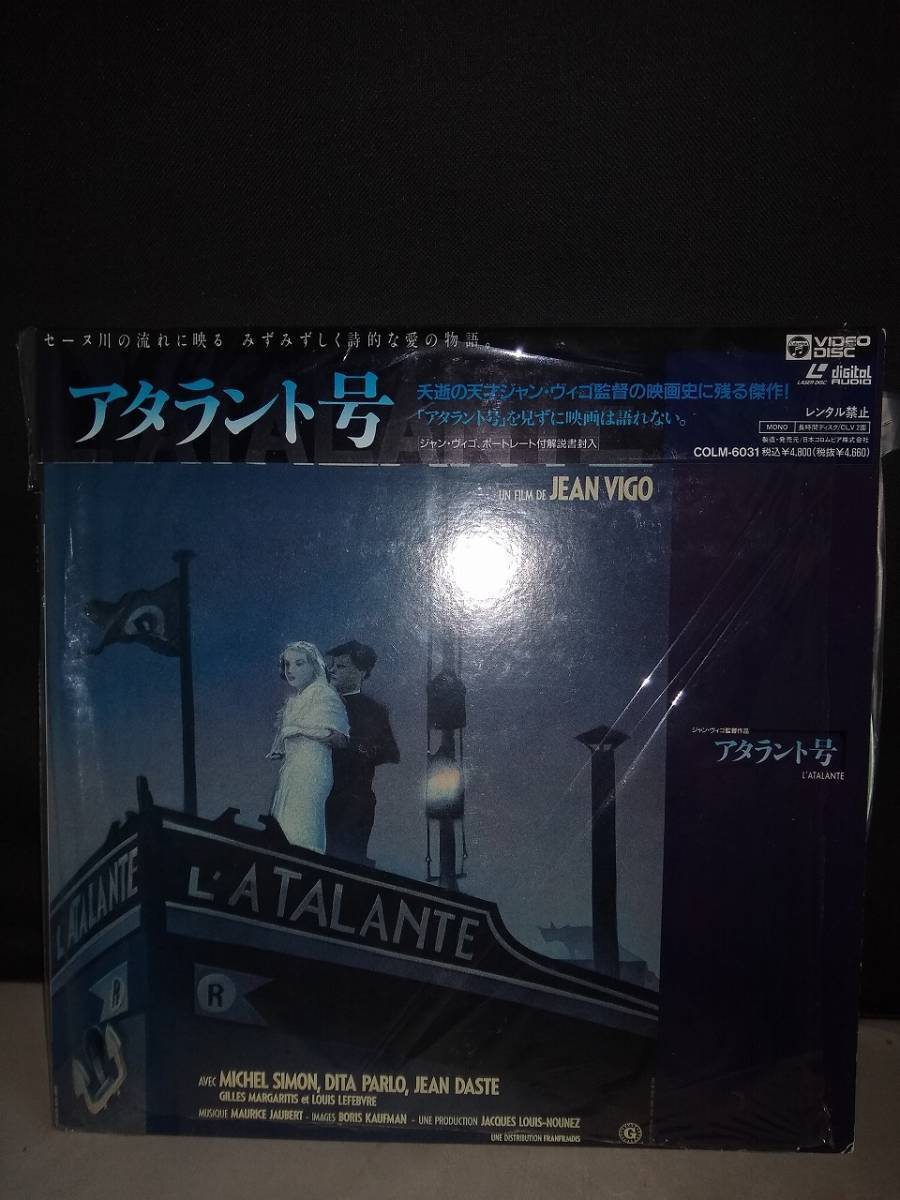 セーヌ川の流れに映る みずみずしく詩的な愛の物語。
アタラント号
夭逝の天才ジャン・ヴィゴ監督の映画史に残る傑作!
「アタラント号」を見ずに映画は語れない。
ジャン・ヴィゴ、ポートレート付解説書封入
VIDEO DISC
LASER DISC
digital AUDIO
レンタル禁止
MONO 長時間ディスク/CLV 2面
製造・発売元/日本コロムビア株式会社
COLM-6031 税込¥4,800(税抜¥4,660)
L'ATALANTE
UN FILM DE JEAN VIGO
ジャン・ヴィゴ監督作品
アタラント号
L'ATALANTE
L'ATALANTE
L'ATALANTE
R
R
AVEC MICHEL SIMON, DITA PARLO, JEAN DASTE
GILLES MARGARITIS et LOUIS LEFEBVRE
MUSIQUE MAURICE JAUBERT - IMAGES BORIS KAUFMAN - UNE PRODUCTION JACQUES LOUIS-NOUNEZ
UNE DISTRIBUTION FRANFILMDIS
G